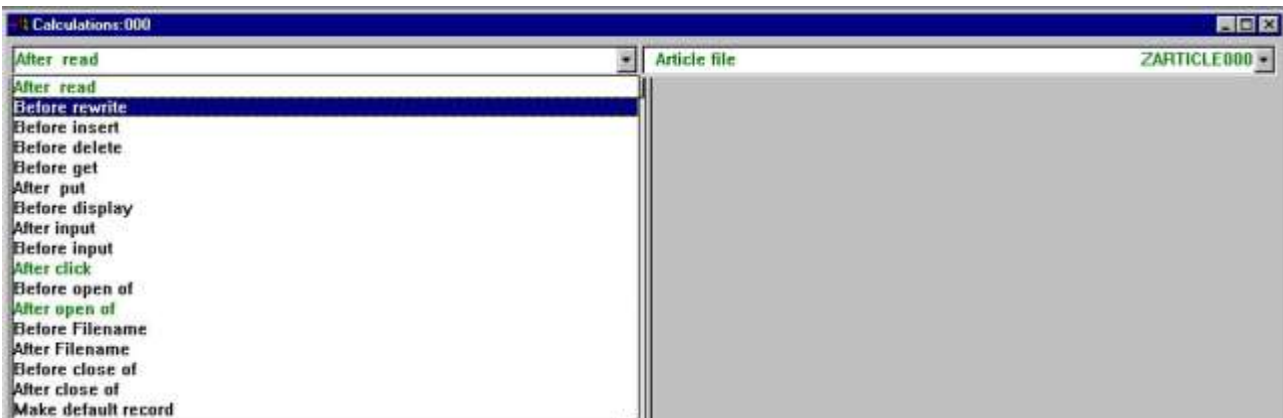 Calculations:000
After read
Article file ZARTICLE000
After read
Before rewrite
Before insert
Before delete
Before get
After put
Before display
After input
Before input
After click
Before open of
After open of
Before Filename
After Filename
Before close of
After close of
Make default record